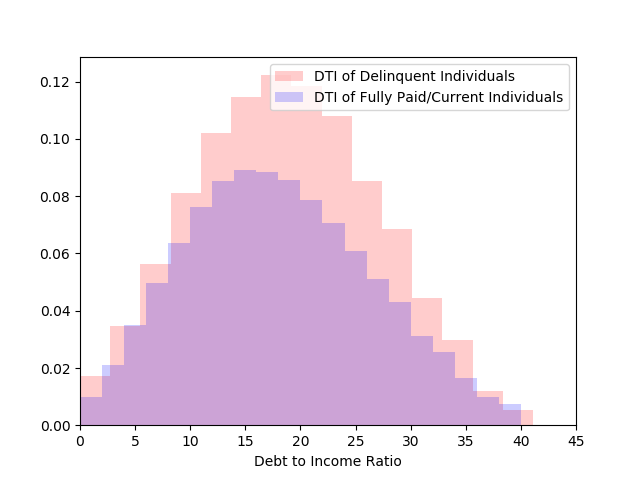 DTI of Delinquent Individuals
DTI of Fully Paid/Current Individuals
0.12
0.10
0.08
0.06
0.04
0.02
0.00
0 5 10 15 20 25 30 35 40 45
Debt to Income Ratio